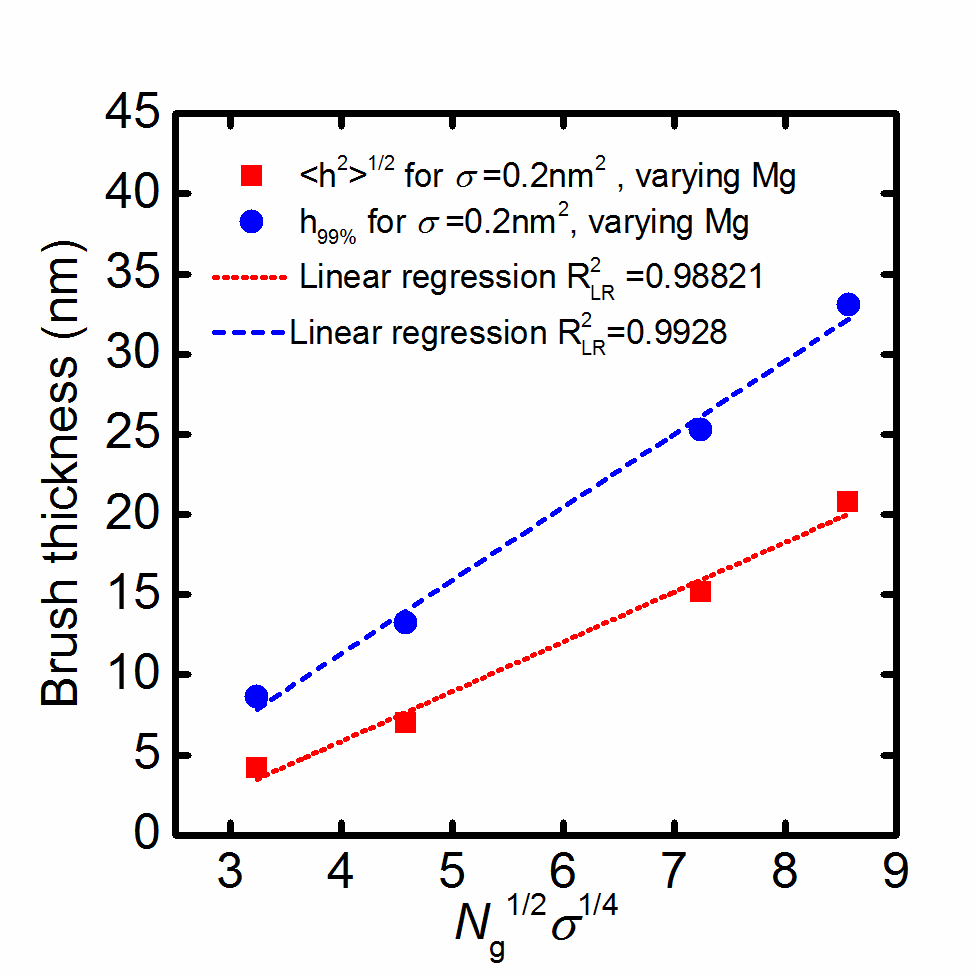 45
40
35
30
25
20
15
10
5
0
Brush thickness (nm)
<h²>^1/2 for σ =0.2nm² , varying Mg
h99% for σ =0.2nm², varying Mg
Linear regression R²LR =0.98821
Linear regression R²LR=0.9928
3 4 5 6 7 8 9
Ng^1/2 σ^1/4